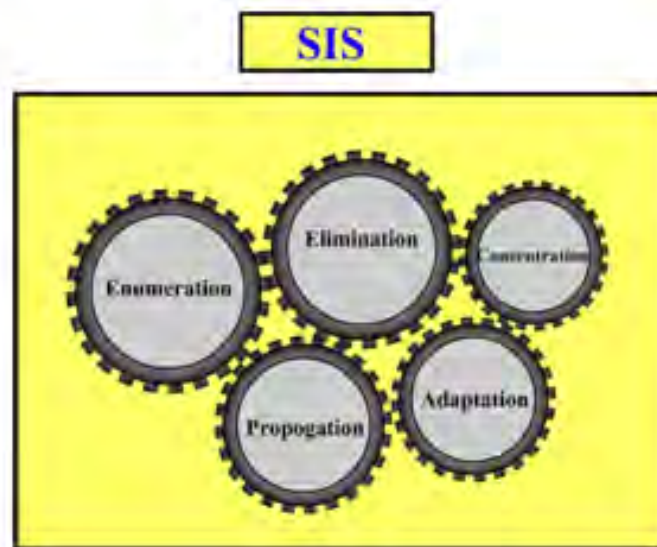 SIS
Elimination
Concentration
Enumeration
Adaptation
Propogation